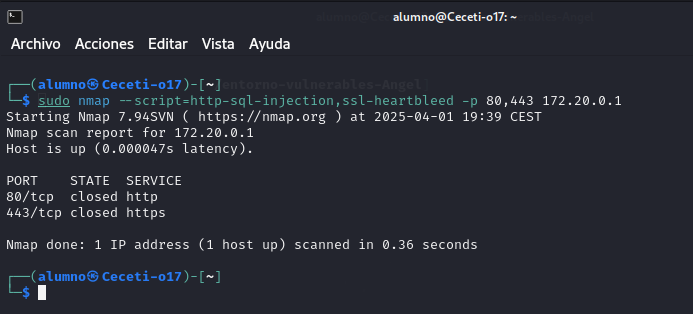 alumno@Ceceti-o17: ~
Archivo Acciones Editar Vista Ayuda
┌──(alumno㉿Ceceti-o17)-[~]
└─$ sudo nmap --script=http-sql-injection,ssl-heartbleed -p 80,443 172.20.0.1
Starting Nmap 7.94SVN ( https://nmap.org ) at 2025-04-01 19:39 CEST
Nmap scan report for 172.20.0.1
Host is up (0.000047s latency).
PORT    STATE  SERVICE
80/tcp  closed http
443/tcp closed https
Nmap done: 1 IP address (1 host up) scanned in 0.36 seconds
┌──(alumno㉿Ceceti-o17)-[~]
└─$